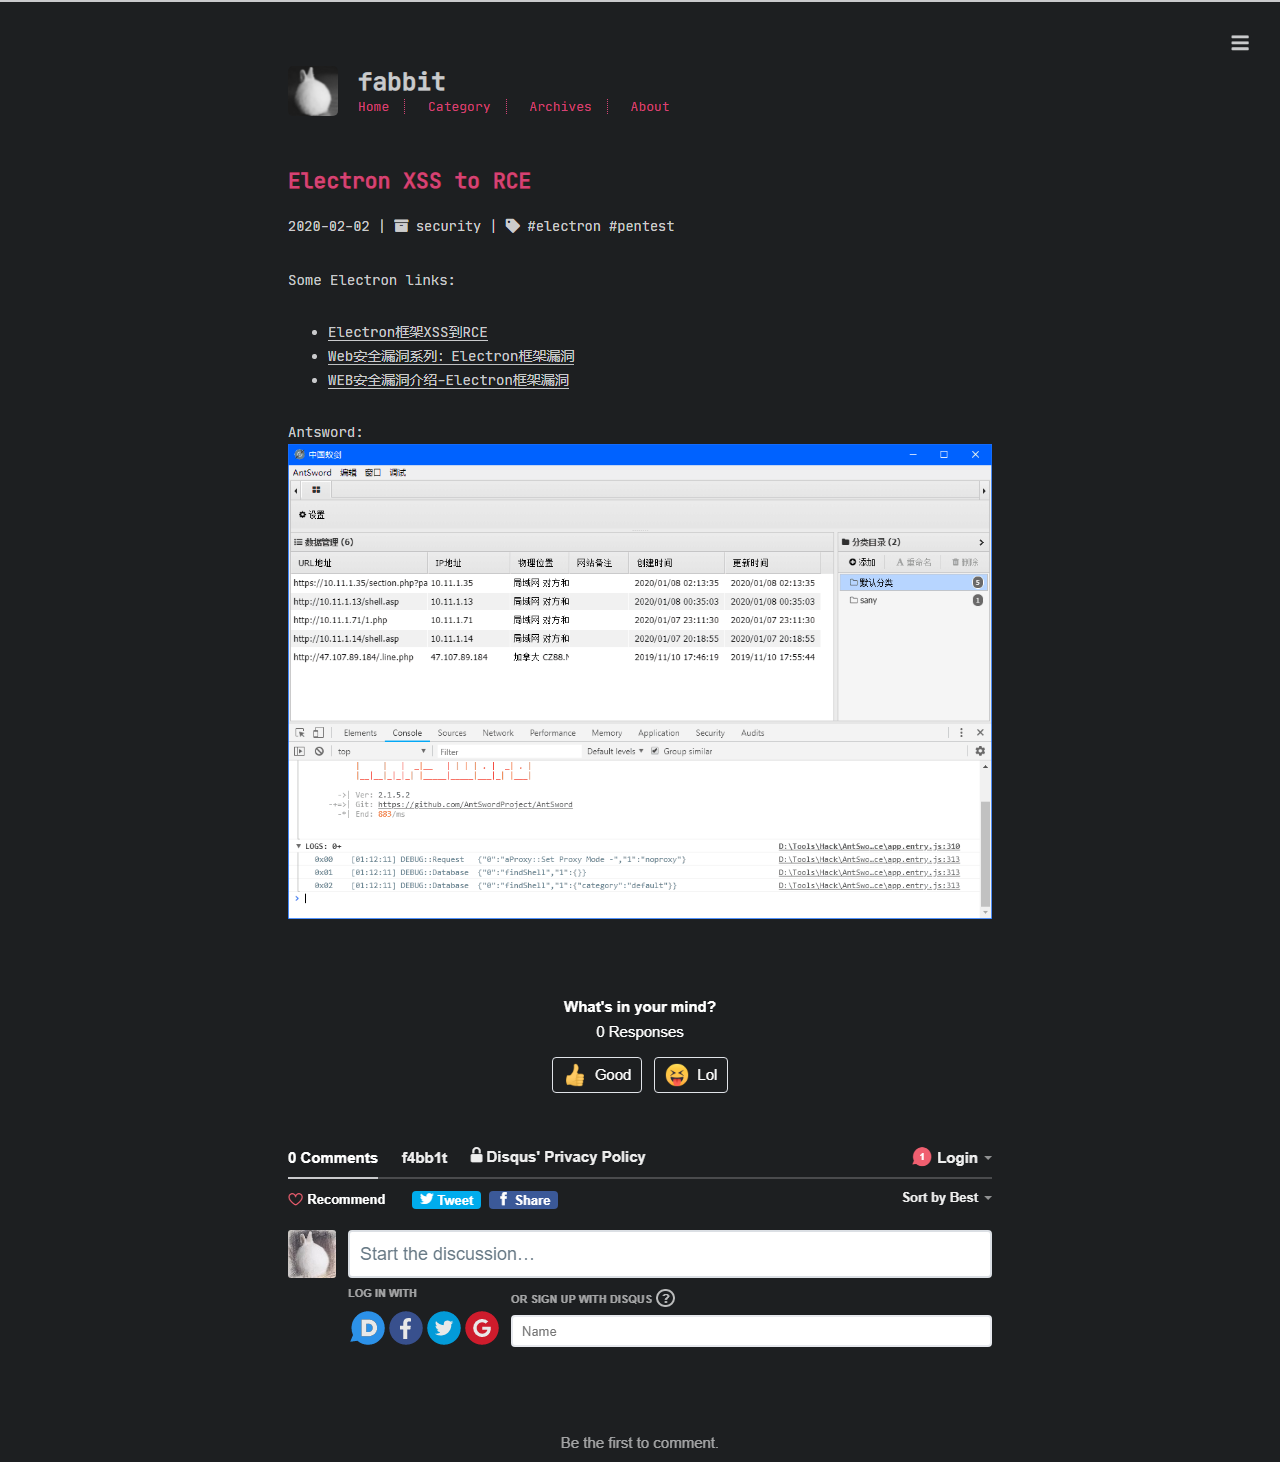 fabbit
Home
Category
Archives
About
Electron XSS to RCE
2020-02-02 | security | #electron #pentest
Some Electron links:
Electron框架XSS到RCE
Web安全漏洞系列：Electron框架漏洞
WEB安全漏洞介绍-Electron框架漏洞
Antsword:
中国蚁剑
AntSword 编辑 窗口 调试
设置
数据管理 (6)
URL地址 IP地址 物理位置 网站备注 创建时间 更新时间
https://10.11.1.35/section.php?pa 10.11.1.35 局域网 对方和 2020/01/08 02:13:35 2020/01/08 02:13:35
http://10.11.1.13/shell.asp 10.11.1.13 局域网 对方和 2020/01/08 00:35:03 2020/01/08 00:35:03
http://10.11.1.71/1.php 10.11.1.71 局域网 对方和 2020/01/07 23:11:30 2020/01/07 23:11:30
http://10.11.1.14/shell.asp 10.11.1.14 局域网 对方和 2020/01/07 20:18:55 2020/01/07 20:18:55
http://47.107.89.184/.line.php 47.107.89.184 加拿大 CZ88.N 2019/11/10 17:46:19 2019/11/10 17:55:44
分类目录 (2)
添加 重命名 删除
默认分类 5
sany 1
Elements Console Sources Network Performance Memory Application Security Audits
top Filter Default levels Group similar
->| Ver: 2.1.5.2
-+=>| Git: https://github.com/AntSwordProject/AntSword
-*| End: 883/ms
LOGS: 0+ D:\Tools\Hack\AntSwo…ce\app.entry.js:310
0x00 [01:12:11] DEBUG::Request {"0":"aProxy::Set Proxy Mode -","1":"noproxy"} D:\Tools\Hack\AntSwo…ce\app.entry.js:313
0x01 [01:12:11] DEBUG::Database {"0":"findShell","1":{}} D:\Tools\Hack\AntSwo…ce\app.entry.js:313
0x02 [01:12:11] DEBUG::Database {"0":"findShell","1":{"category":"default"}} D:\Tools\Hack\AntSwo…ce\app.entry.js:313
What's in your mind?
0 Responses
Good
Lol
0 Comments f4bb1t Disqus' Privacy Policy 1 Login
Recommend Tweet Share Sort by Best
Start the discussion…
LOG IN WITH
OR SIGN UP WITH DISQUS ?
Name
Be the first to comment.